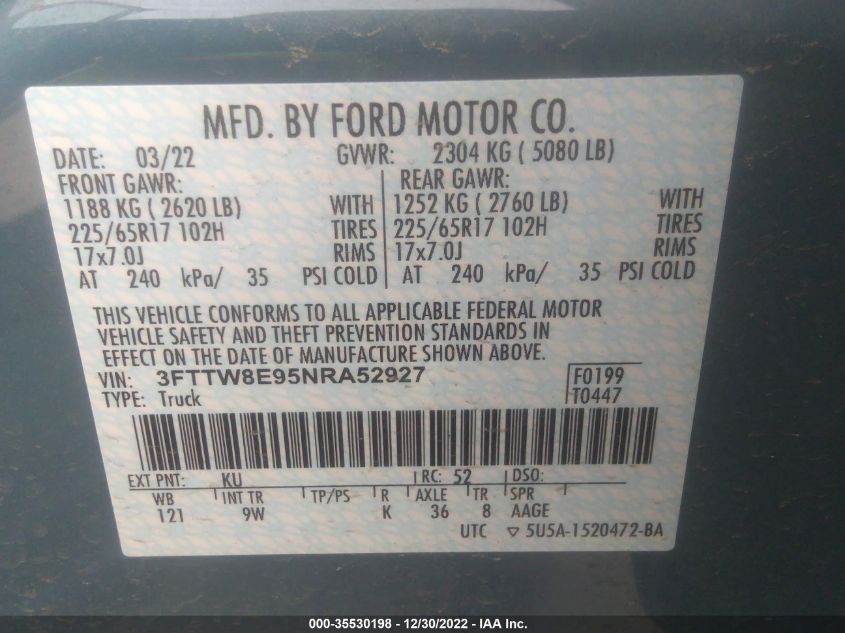 MFD. BY FORD MOTOR CO.
DATE: 03/22 GVWR: 2304 KG ( 5080 LB)
FRONT GAWR: REAR GAWR:
1188 KG ( 2620 LB) WITH 1252 KG ( 2760 LB) WITH
225/65R17 102H TIRES 225/65R17 102H TIRES
17x7.0J RIMS 17x7.0J RIMS
AT 240 kPa/ 35 PSI COLD AT 240 kPa/ 35 PSI COLD
THIS VEHICLE CONFORMS TO ALL APPLICABLE FEDERAL MOTOR
VEHICLE SAFETY AND THEFT PREVENTION STANDARDS IN
EFFECT ON THE DATE OF MANUFACTURE SHOWN ABOVE.
VIN: 3FTTW8E95NRA52927 F0199
TYPE: Truck T0447
EXT PNT: KU RC: 52 DSO:
WB INT TR TP/PS R AXLE TR SPR
121 9W K 36 8 AAGE
UTC ▽ 5U5A-1520472-BA
000-35530198 - 12/30/2022 - IAA Inc.